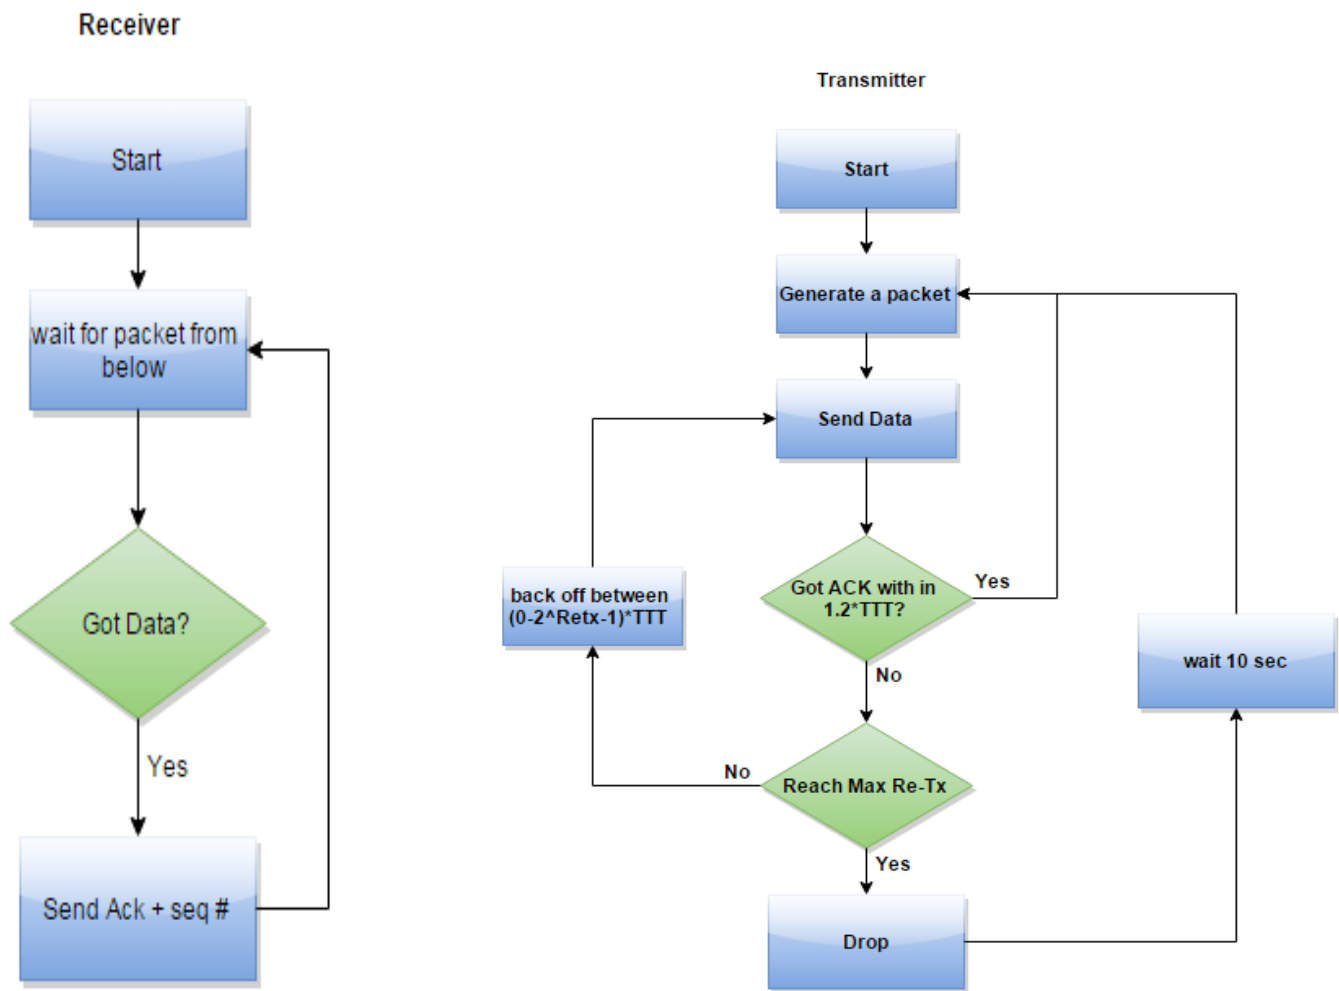 Receiver
Start
wait for packet from
below
Got Data?
Yes
Send Ack + seq #
Transmitter
Start
Generate a packet
Send Data
Got ACK with in
1.2*TTT?
Yes
No
back off between
(0-2^Retx-1)*TTT
wait 10 sec
Reach Max Re-Tx
No
Yes
Drop